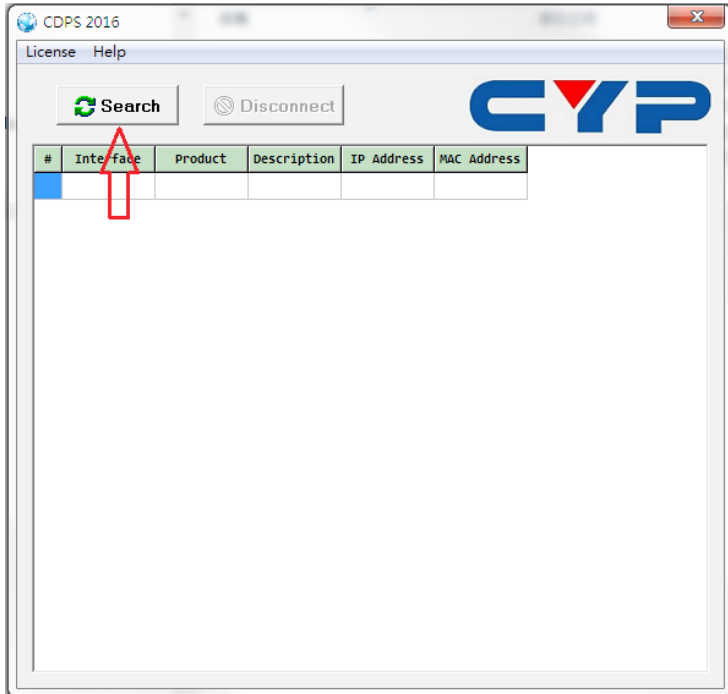 CDPS 2016
License Help
Search Disconnect
CYP
# Interface Product Description IP Address MAC Address